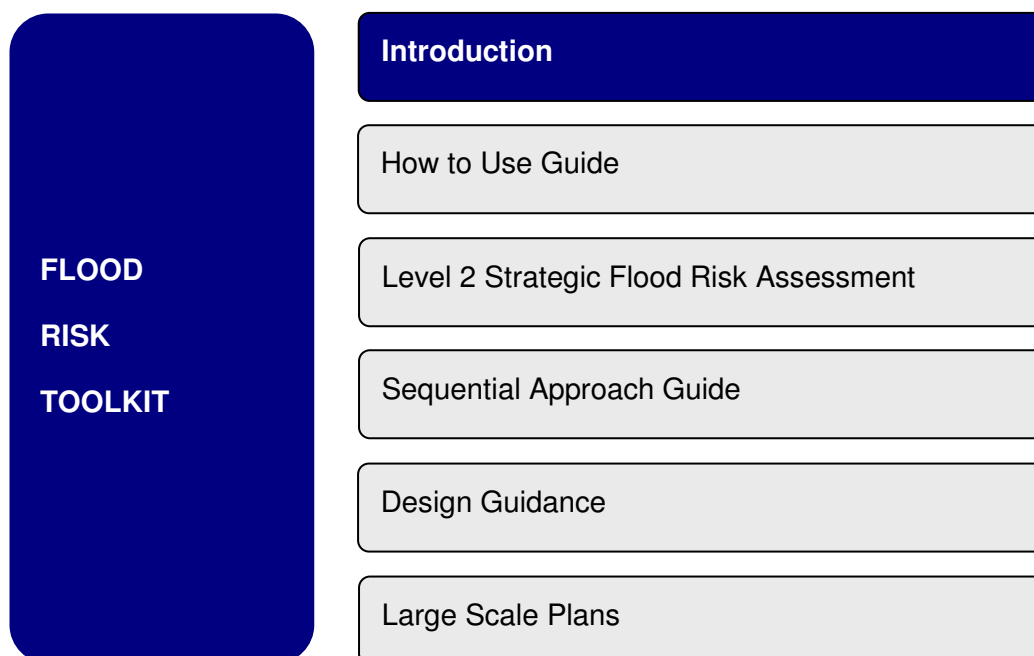 FLOOD
RISK
TOOLKIT
Introduction
How to Use Guide
Level 2 Strategic Flood Risk Assessment
Sequential Approach Guide
Design Guidance
Large Scale Plans